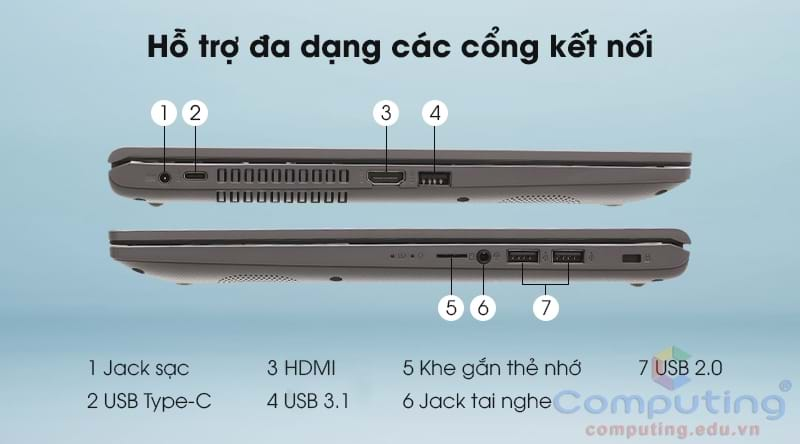 Hỗ trợ đa dạng các cổng kết nối
1 2 3 4
5 6 7
1 Jack sạc 3 HDMI 5 Khe gắn thẻ nhớ 7 USB 2.0
2 USB Type-C 4 USB 3.1 6 Jack tai nghe
Computing®
computing.edu.vn